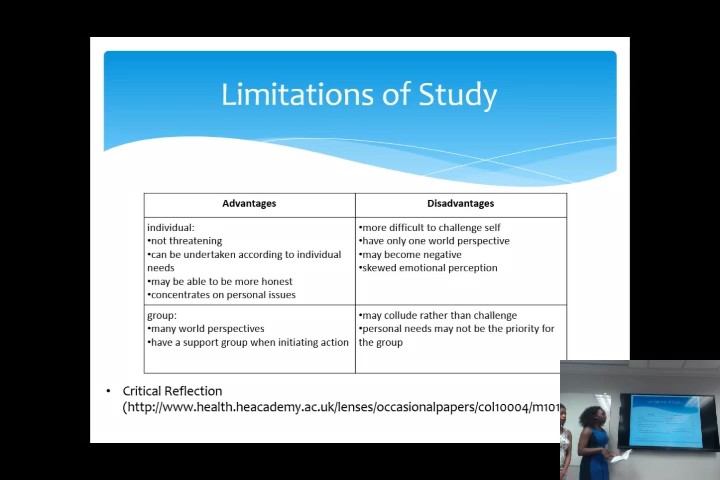 Limitations of Study
Advantages
Disadvantages
individual:
•not threatening
•can be undertaken according to individual
needs
•may be able to be more honest
•concentrates on personal issues
•more difficult to challenge self
•have only one world perspective
•may become negative
•skewed emotional perception
group:
•many world perspectives
•have a support group when initiating action
•may collude rather than challenge
•personal needs may not be the priority for
the group
• Critical Reflection
(http://www.health.heacademy.ac.uk/lenses/occasionalpapers/col10004/m101